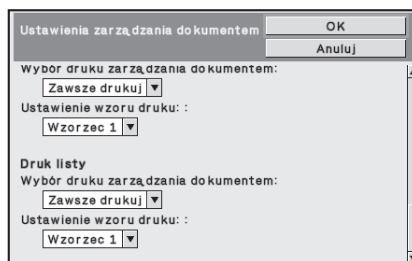 Ustawienia zarządzania dokumentem
OK
Anuluj
Wybór druku zarządzania dokumentem:
Zawsze drukuj
Ustawienie wzoru druku: :
Wzorzec 1
Druk listy
Wybór druku zarządzania dokumentem:
Zawsze drukuj
Ustawienie wzoru druku: :
Wzorzec 1